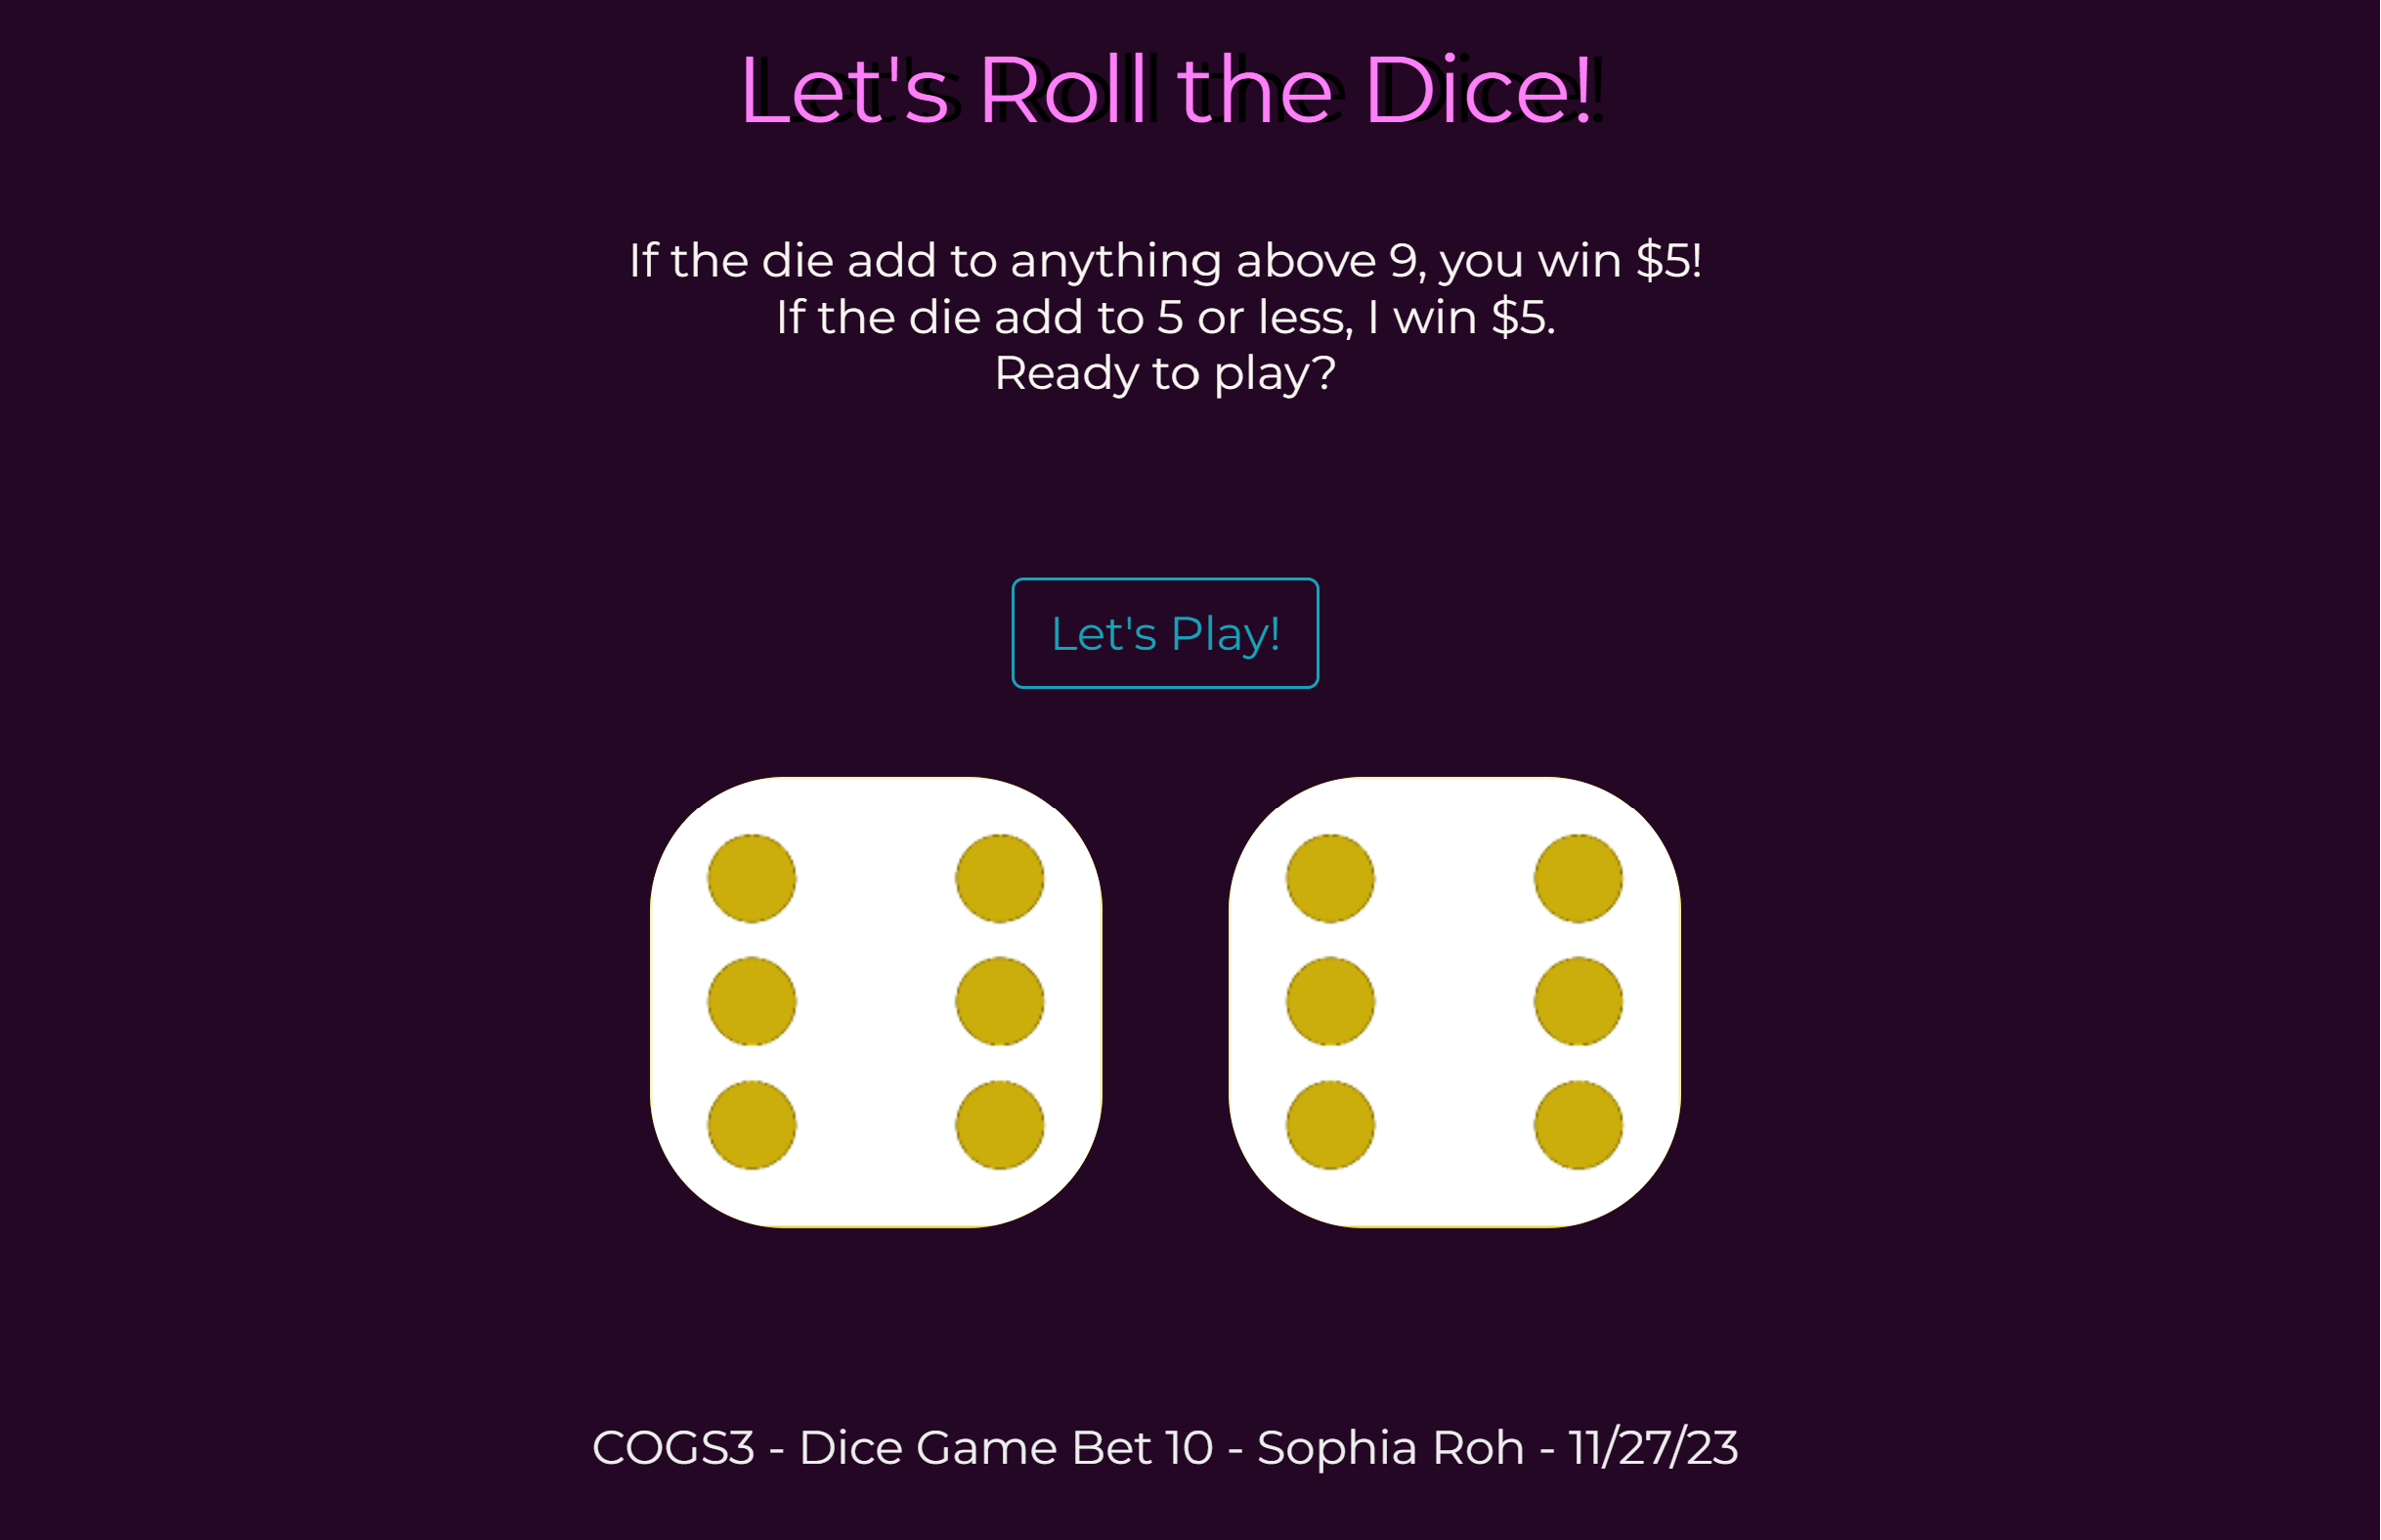 Let's Roll the Dice!
If the die add to anything above 9, you win $5!
If the die add to 5 or less, I win $5.
Ready to play?
Let's Play!
COGS3 - Dice Game Bet 10 - Sophia Roh - 11/27/23